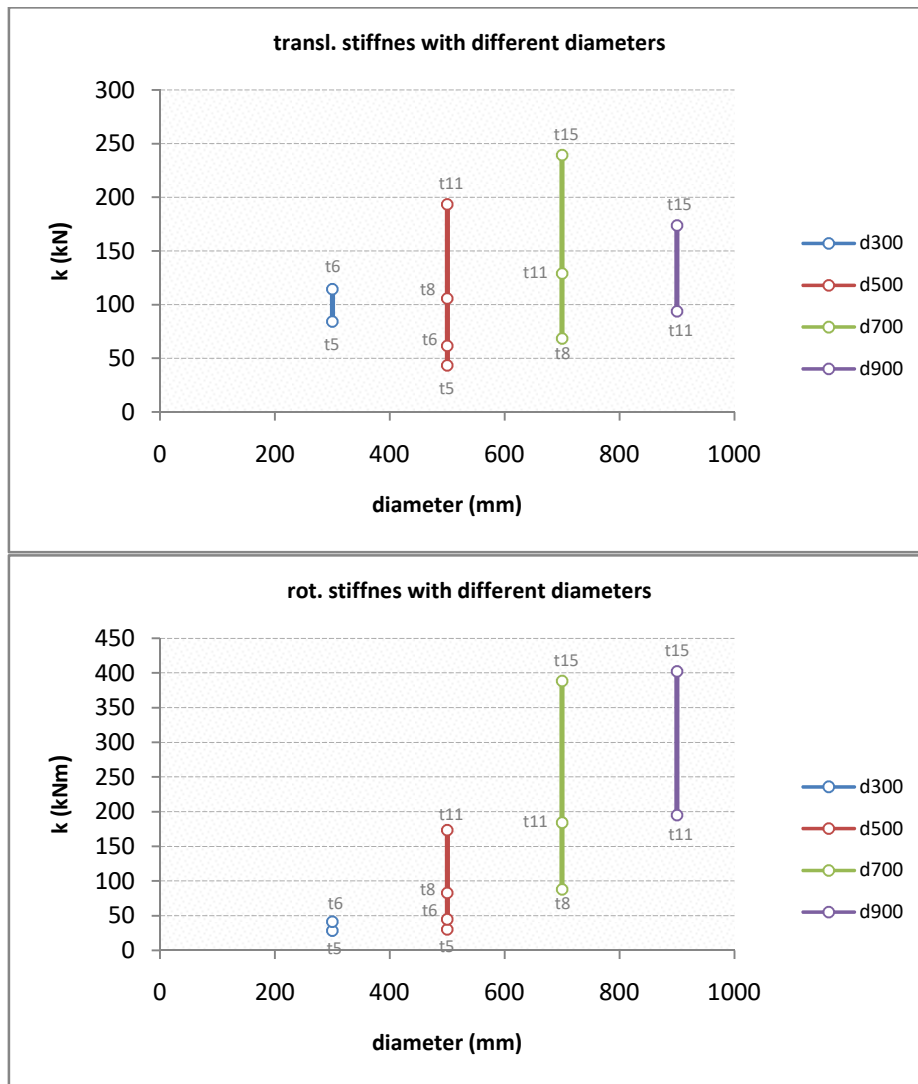 transl. stiffnes with different diameters
300
250
200
150
100
50
0
k (kN)
t6
t5
t11
t8
t6
t5
t15
t11
t8
t15
t11
0 200 400 600 800 1000
diameter (mm)
d300
d500
d700
d900
rot. stiffnes with different diameters
450
400
350
300
250
200
150
100
50
0
k (kNm)
t6
t5
t11
t8
t6
t5
t15
t11
t8
t15
t11
0 200 400 600 800 1000
diameter (mm)
d300
d500
d700
d900